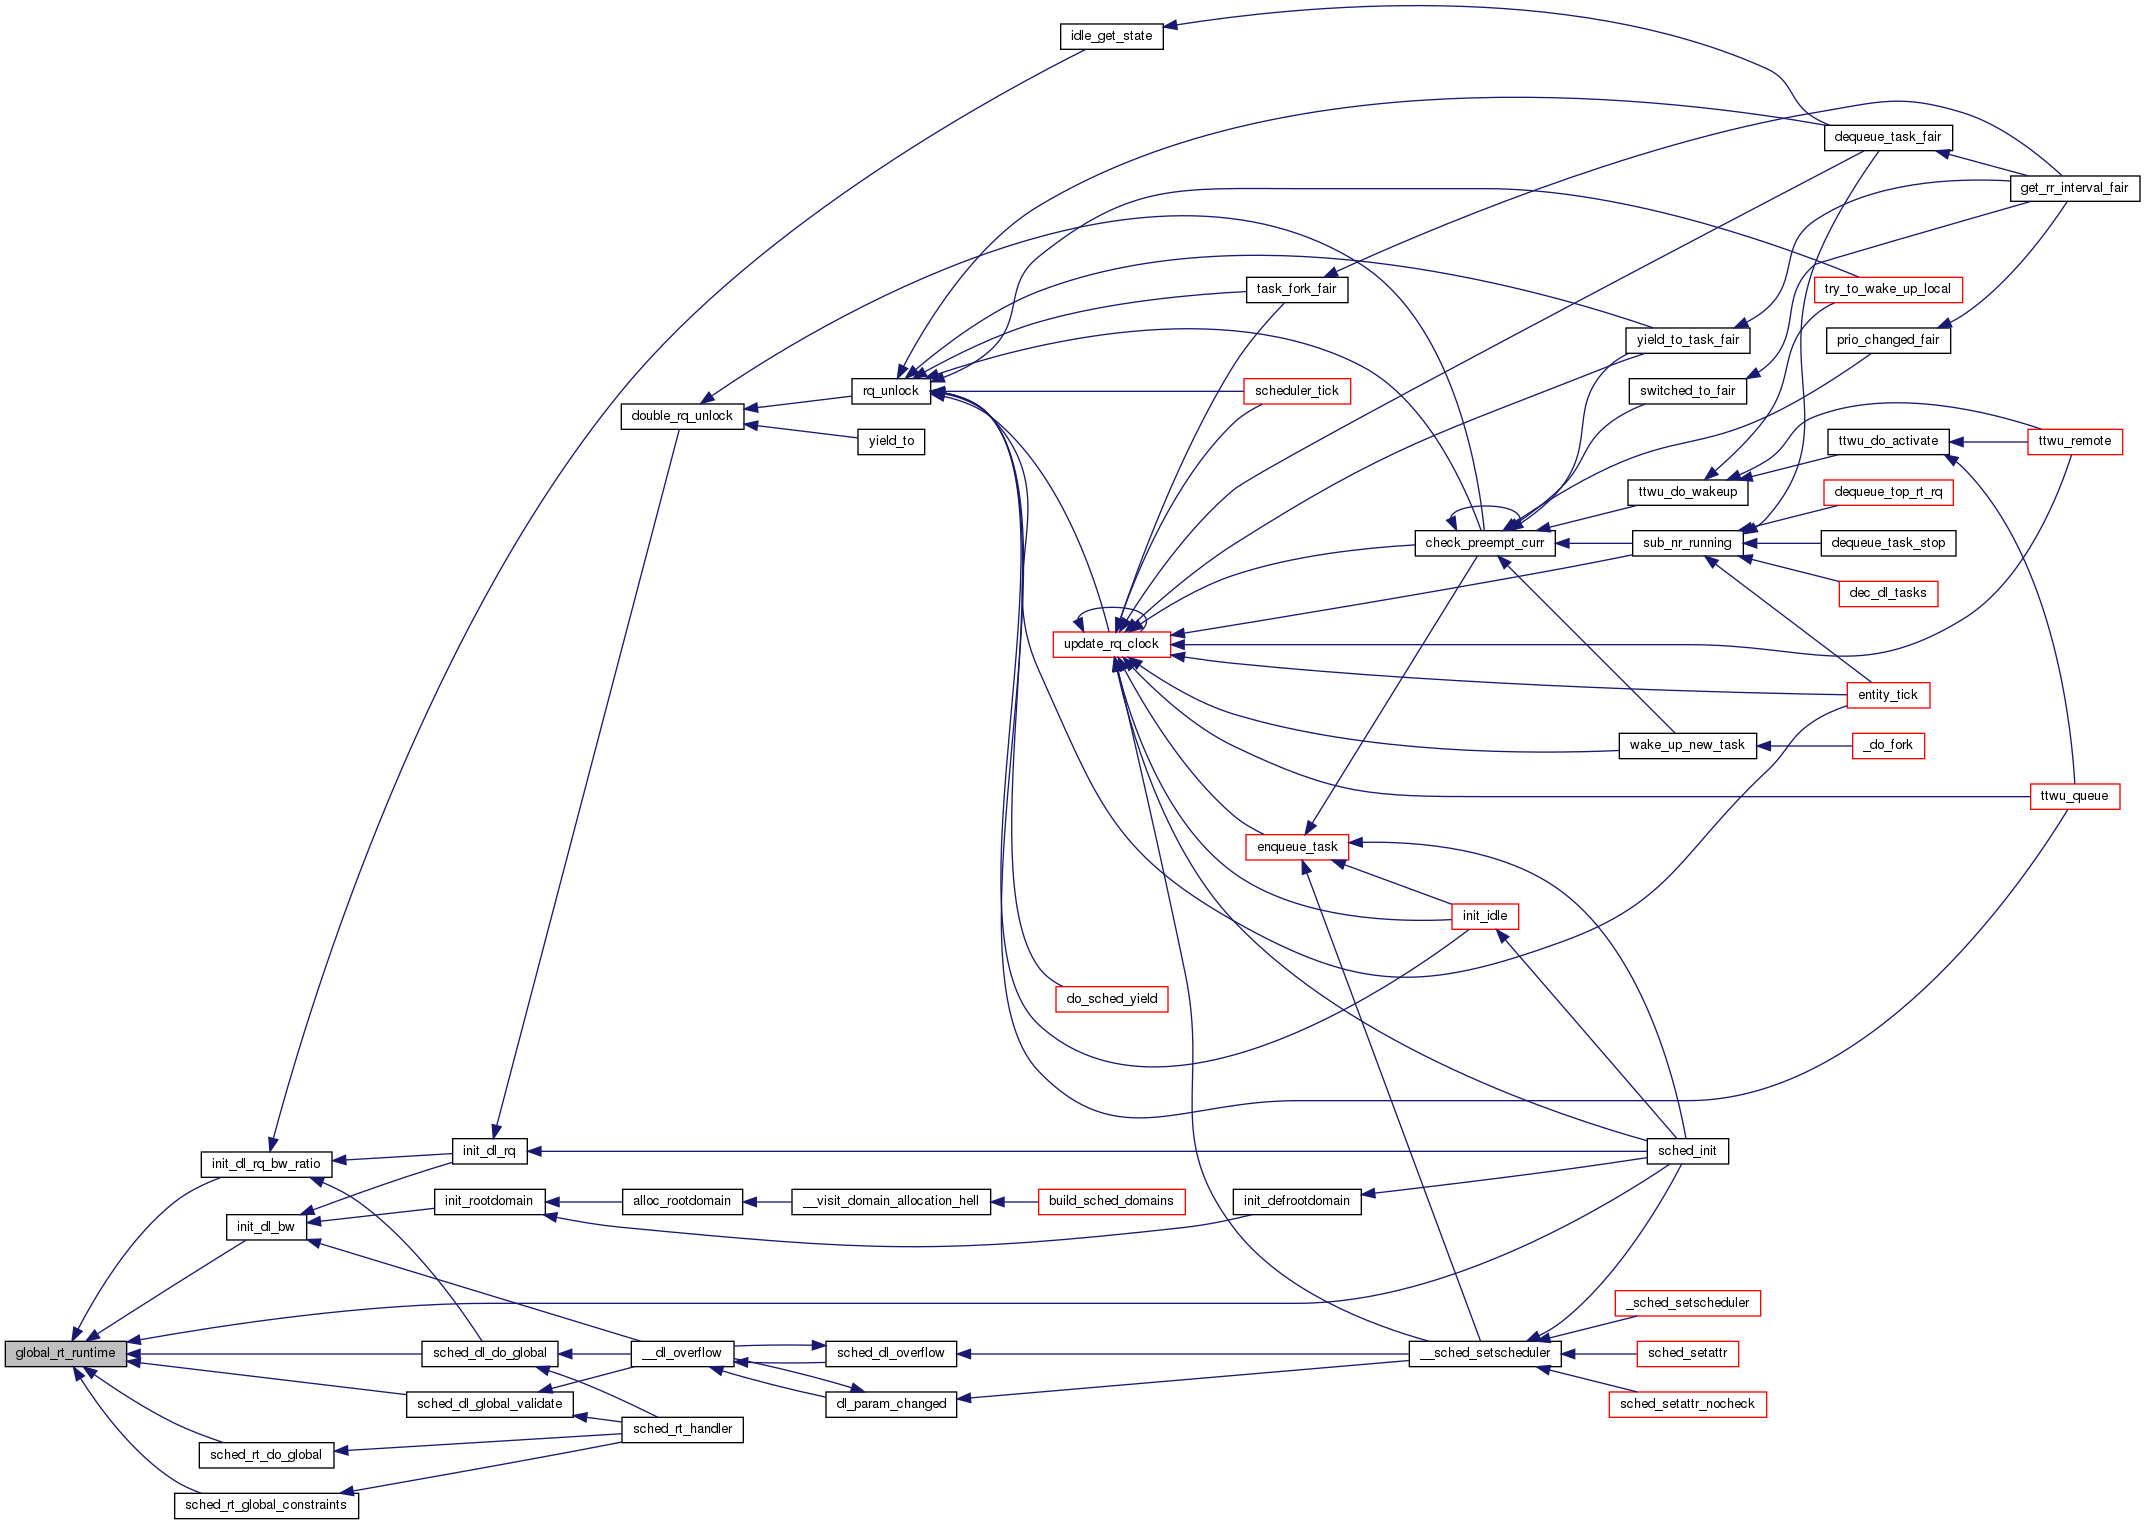 idle_get_state
dequeue_task_fair
get_rr_interval_fair
task_fork_fair
try_to_wake_up_local
yield_to_task_fair
prio_changed_fair
rq_unlock
scheduler_tick
switched_to_fair
double_rq_unlock
yield_to
ttwu_do_activate
ttwu_remote
ttwu_do_wakeup
dequeue_top_rt_rq
check_preempt_curr
sub_nr_running
dequeue_task_stop
dec_dl_tasks
update_rq_clock
entity_tick
wake_up_new_task
_do_fork
ttwu_queue
enqueue_task
init_idle
do_sched_yield
init_dl_rq_bw_ratio
init_dl_rq
sched_init
init_dl_bw
init_rootdomain
alloc_rootdomain
__visit_domain_allocation_hell
build_sched_domains
init_defrootdomain
_sched_setscheduler
global_rt_runtime
sched_dl_do_global
__dl_overflow
sched_dl_overflow
__sched_setscheduler
sched_setattr
sched_dl_global_validate
dl_param_changed
sched_setattr_nocheck
sched_rt_handler
sched_rt_do_global
sched_rt_global_constraints